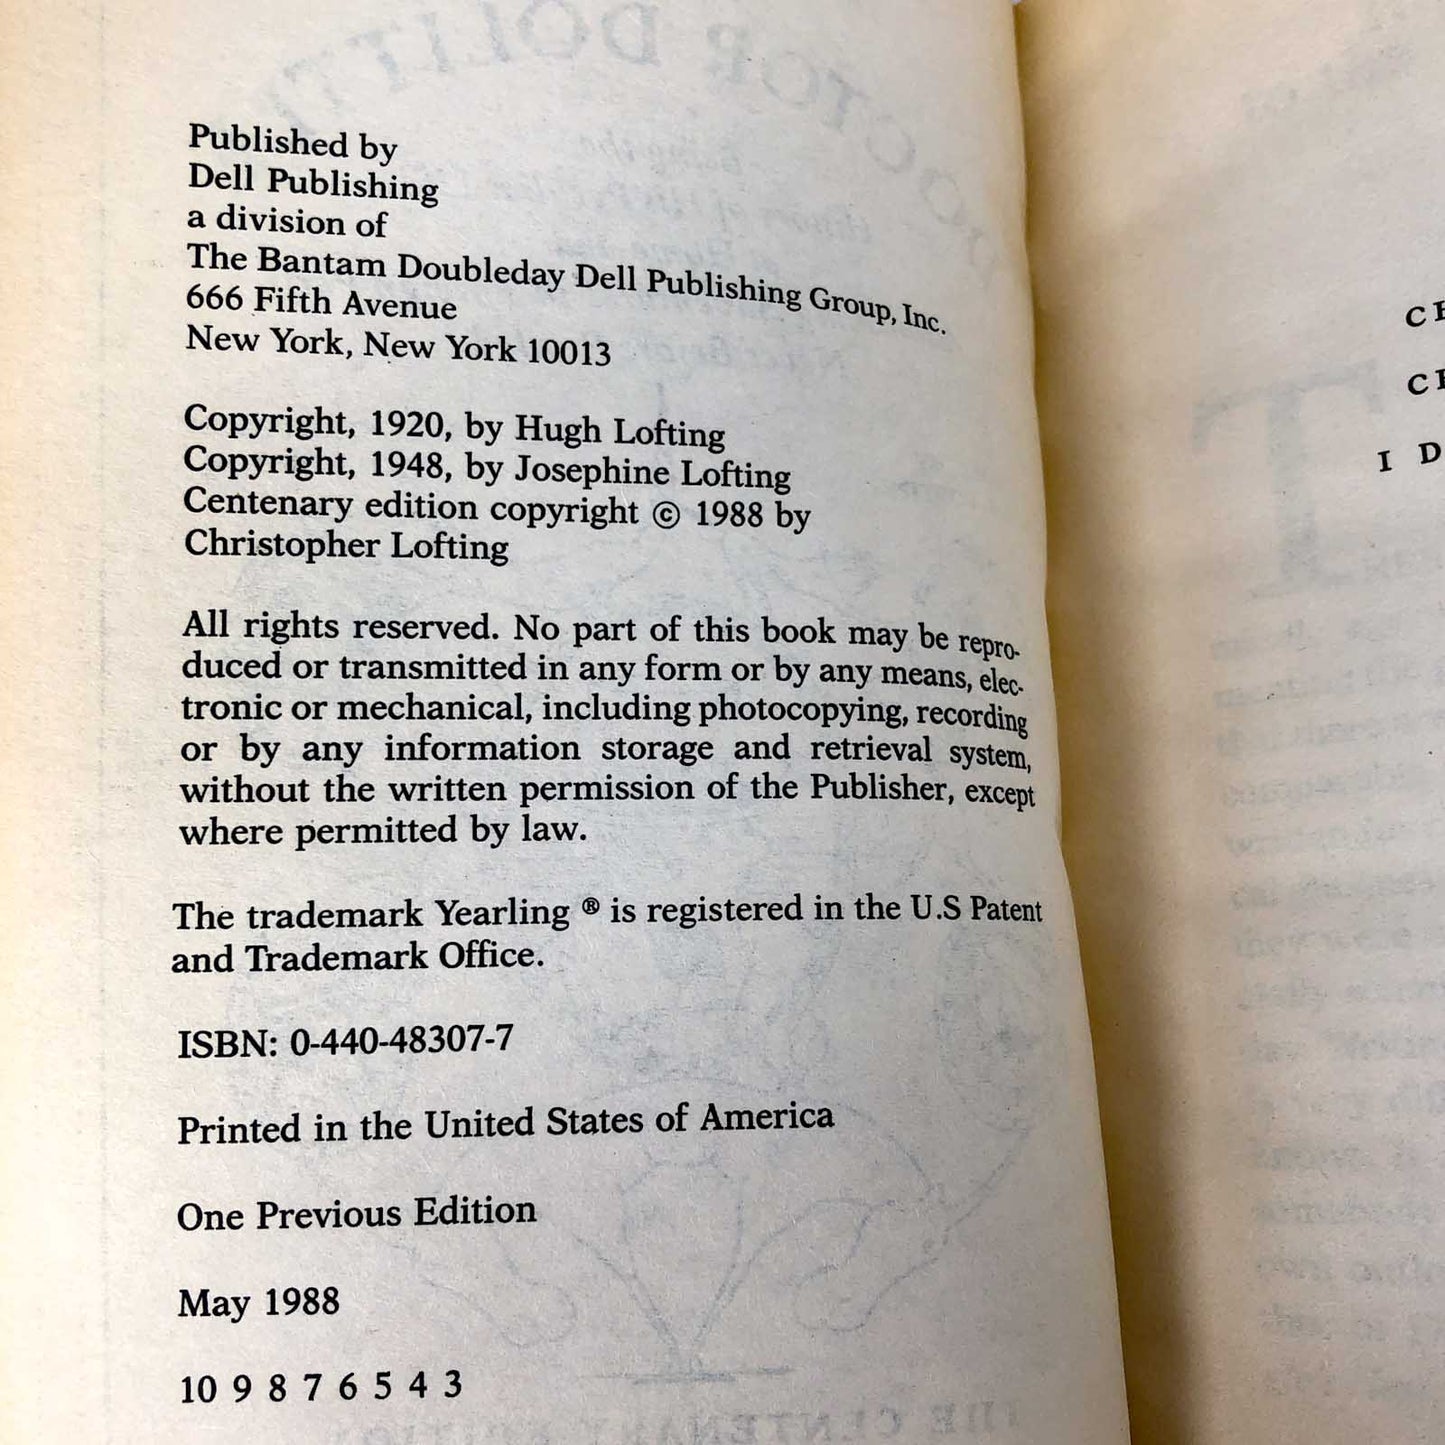 Published by
Dell Publishing
a division of
The Bantam Doubleday Dell Publishing Group, Inc.
666 Fifth Avenue
New York, New York 10013
Copyright, 1920, by Hugh Lofting
Copyright, 1948, by Josephine Lofting
Centenary edition copyright © 1988 by
Christopher Lofting
All rights reserved. No part of this book may be repro-
duced or transmitted in any form or by any means, elec-
tronic or mechanical, including photocopying, recording
or by any information storage and retrieval system,
without the written permission of the Publisher, except
where permitted by law.
The trademark Yearling ® is registered in the U.S Patent
and Trademark Office.
ISBN: 0-440-48307-7
Printed in the United States of America
One Previous Edition
May 1988
10 9 8 7 6 5 4 3
I D